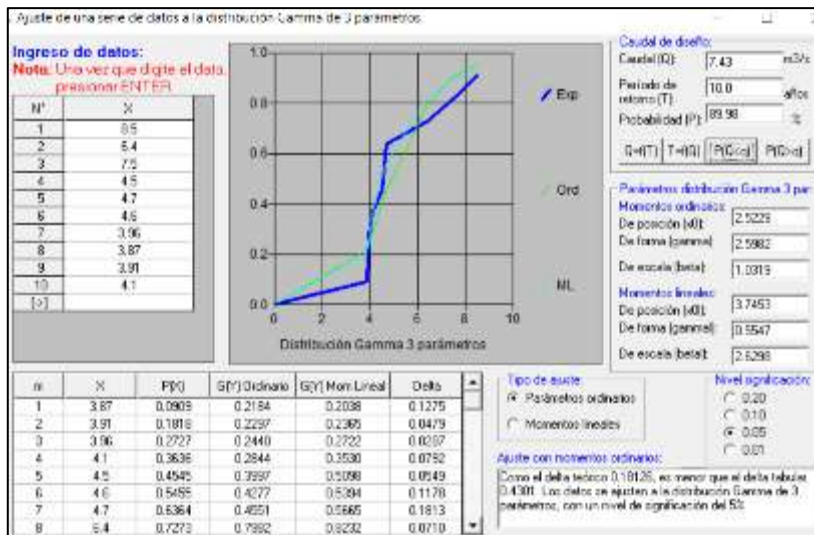 Ajuste de una serie de datos a la distribución Gamma de 3 parámetros
Ingreso de datos:
Nota: Una vez que digite el dato,
presionar ENTER
N° X
1 8.5
2 6.4
3 7.5
4 4.5
5 4.7
6 4.6
7 3.96
8 3.87
9 3.91
10 4.1
1.0
0.8
0.6
0.4
0.2
0.0
0 2 4 6 8 10
Exp
Ord
ML
Distribución Gamma 3 parámetros
Caudal de diseño:
Caudal (Q): 7.43 m3/s
Período de
retorno (T): 10.0 años
Probabilidad (P): 89.98 %
Q=f(T) T=f(Q) P(Q<q) P(Q>q)
Parámetros distribución Gamma 3 par
Momentos ordinarios:
De posición (x0): 2.5229
De forma (gamma): 2.5982
De escala (beta): 1.0319
Momentos lineales:
De posición (x0): 3.7453
De forma (gamma): 0.5547
De escala (beta): 2.6298
m X P(X) G(Y) Ordinario G(Y) Mom.Lineal Delta
1 3.87 0.0909 0.2184 0.2038 0.1275
2 3.91 0.1818 0.2297 0.2365 0.0479
3 3.96 0.2727 0.2440 0.2722 0.0287
4 4.1 0.3636 0.2844 0.3530 0.0792
5 4.5 0.4545 0.3997 0.5098 0.0549
6 4.6 0.5455 0.4277 0.5394 0.1178
7 4.7 0.6364 0.4551 0.5665 0.1813
8 6.4 0.7273 0.7982 0.8232 0.0710
Tipo de ajuste:
Parámetros ordinarios
Momentos lineales
Nivel significación:
0.20
0.10
0.05
0.01
Ajuste con momentos ordinarios:
Como el delta teórico 0.18126, es menor que el delta tabular
0.4301. Los datos se ajustan a la distribución Gamma de 3
parámetros, con un nivel de significación del 5%